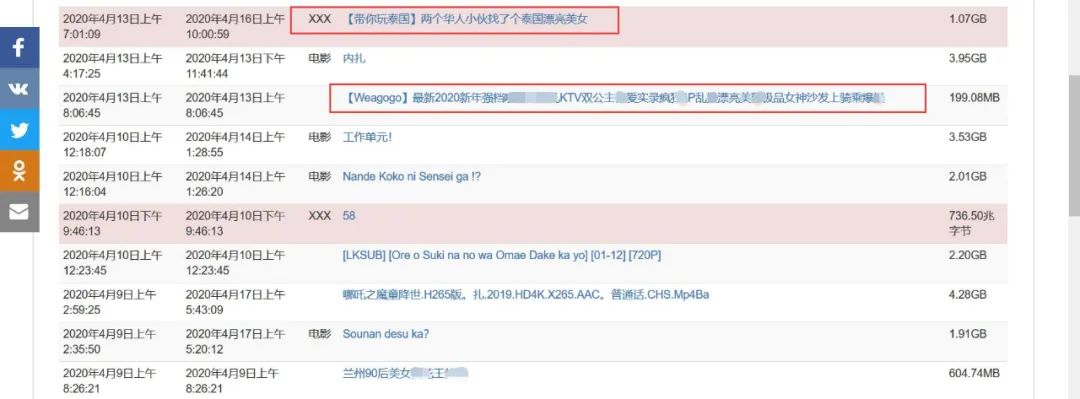 2020年4月13日上午 2020年4月16日上午 XXX 【带你玩泰国】两个华人小伙找了个泰国漂亮美女 1.07GB
7:01:09 10:00:59
2020年4月13日上午 2020年4月13日下午 电影 内扎 3.95GB
4:17:25 11:41:44
2020年4月13日上午 2020年4月13日上午 【Weagogo】最新2020新年强档 KTV双公主 爱实录疯狂 P乱 漂亮美 极品女神沙发上骑乘爆 199.08MB
8:06:45 8:06:45
2020年4月10日下午 2020年4月14日上午 电影 工作单元! 3.53GB
12:18:07 1:28:55
2020年4月10日下午 2020年4月14日上午 电影 Nande Koko ni Sensei ga !? 2.01GB
12:16:04 1:26:20
2020年4月10日下午 2020年4月10日下午 XXX 58 736.50兆
9:46:13 9:46:13 字节
2020年4月10日上午 2020年4月10日上午 [LKSUB] [Ore o Suki na no wa Omae Dake ka yo] [01-12] [720P] 2.20GB
12:23:45 12:23:45
2020年4月9日上午 2020年4月17日上午 哪吒之魔童降世.H265版。扎.2019.HD4K.X265.AAC。普通话.CHS.Mp4Ba 4.28GB
2:59:25 5:43:09
2020年4月9日上午 2020年4月17日上午 电影 Sounan desu ka? 1.91GB
2:35:50 5:20:12
2020年4月9日上午 2020年4月9日上午 兰州90后美女 王 604.74MB
8:26:21 8:26:21